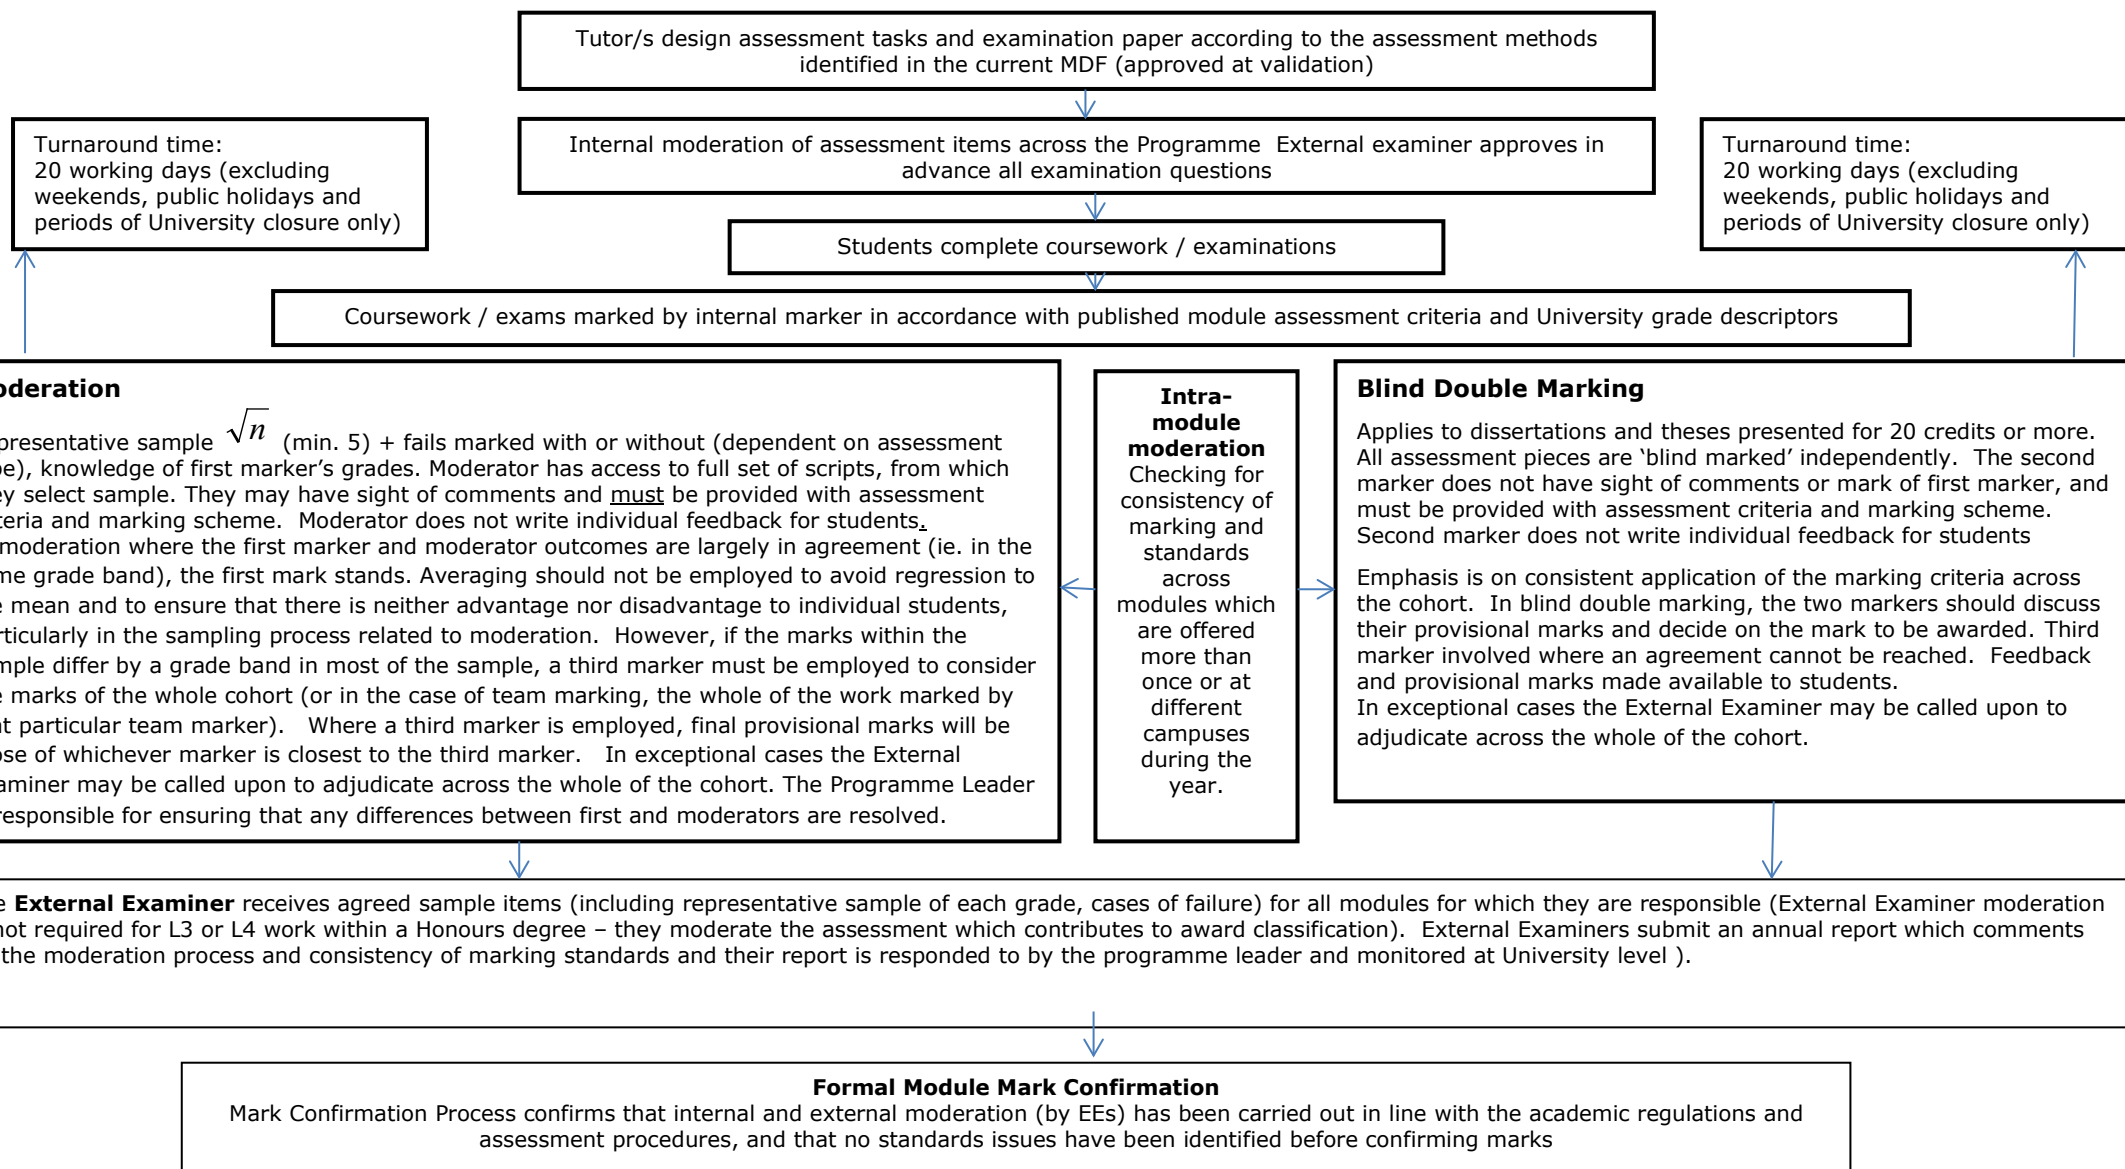 Tutor/s design assessment tasks and examination paper according to the assessment methods
identified in the current MDF (approved at validation)
Turnaround time:
20 working days (excluding
weekends, public holidays and
periods of University closure only)
Internal moderation of assessment items across the Programme External examiner approves in
advance all examination questions
Turnaround time:
20 working days (excluding
weekends, public holidays and
periods of University closure only)
Students complete coursework / examinations
Coursework / exams marked by internal marker in accordance with published module assessment criteria and University grade descriptors
oderation
presentative sample √n (min. 5) + fails marked with or without (dependent on assessment
pe), knowledge of first marker’s grades. Moderator has access to full set of scripts, from which
ey select sample. They may have sight of comments and must be provided with assessment
teria and marking scheme. Moderator does not write individual feedback for students.
moderation where the first marker and moderator outcomes are largely in agreement (ie. in the
me grade band), the first mark stands. Averaging should not be employed to avoid regression to
e mean and to ensure that there is neither advantage nor disadvantage to individual students,
rticularly in the sampling process related to moderation. However, if the marks within the
mple differ by a grade band in most of the sample, a third marker must be employed to consider
e marks of the whole cohort (or in the case of team marking, the whole of the work marked by
at particular team marker). Where a third marker is employed, final provisional marks will be
ose of whichever marker is closest to the third marker. In exceptional cases the External
aminer may be called upon to adjudicate across the whole of the cohort. The Programme Leader
responsible for ensuring that any differences between first and moderators are resolved.
Intra-
module
moderation
Checking for
consistency of
marking and
standards
across
modules which
are offered
more than
once or at
different
campuses
during the
year.
Blind Double Marking
Applies to dissertations and theses presented for 20 credits or more.
All assessment pieces are ‘blind marked’ independently. The second
marker does not have sight of comments or mark of first marker, and
must be provided with assessment criteria and marking scheme.
Second marker does not write individual feedback for students
Emphasis is on consistent application of the marking criteria across
the cohort. In blind double marking, the two markers should discuss
their provisional marks and decide on the mark to be awarded. Third
marker involved where an agreement cannot be reached. Feedback
and provisional marks made available to students.
In exceptional cases the External Examiner may be called upon to
adjudicate across the whole of the cohort.
e External Examiner receives agreed sample items (including representative sample of each grade, cases of failure) for all modules for which they are responsible (External Examiner moderation
not required for L3 or L4 work within a Honours degree – they moderate the assessment which contributes to award classification). External Examiners submit an annual report which comments
the moderation process and consistency of marking standards and their report is responded to by the programme leader and monitored at University level ).
Formal Module Mark Confirmation
Mark Confirmation Process confirms that internal and external moderation (by EEs) has been carried out in line with the academic regulations and
assessment procedures, and that no standards issues have been identified before confirming marks